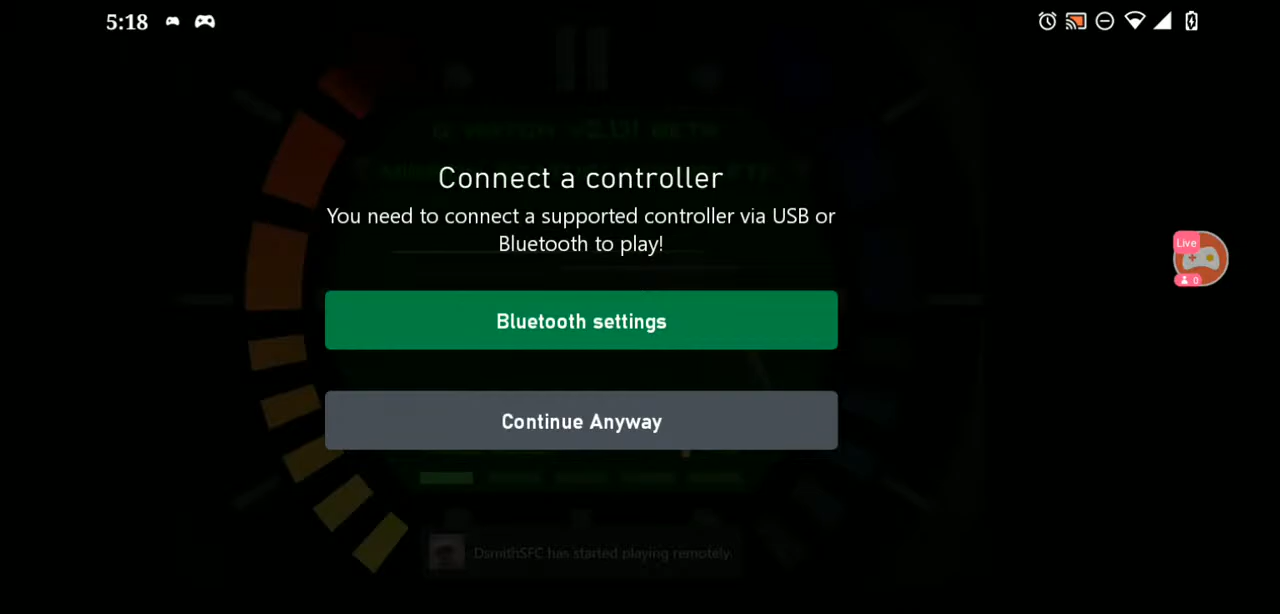 5:18
Connect a controller
You need to connect a supported controller via USB or
Bluetooth to play!
Live
0
Bluetooth settings
Continue Anyway
DsmithSFC has started playing remotely.